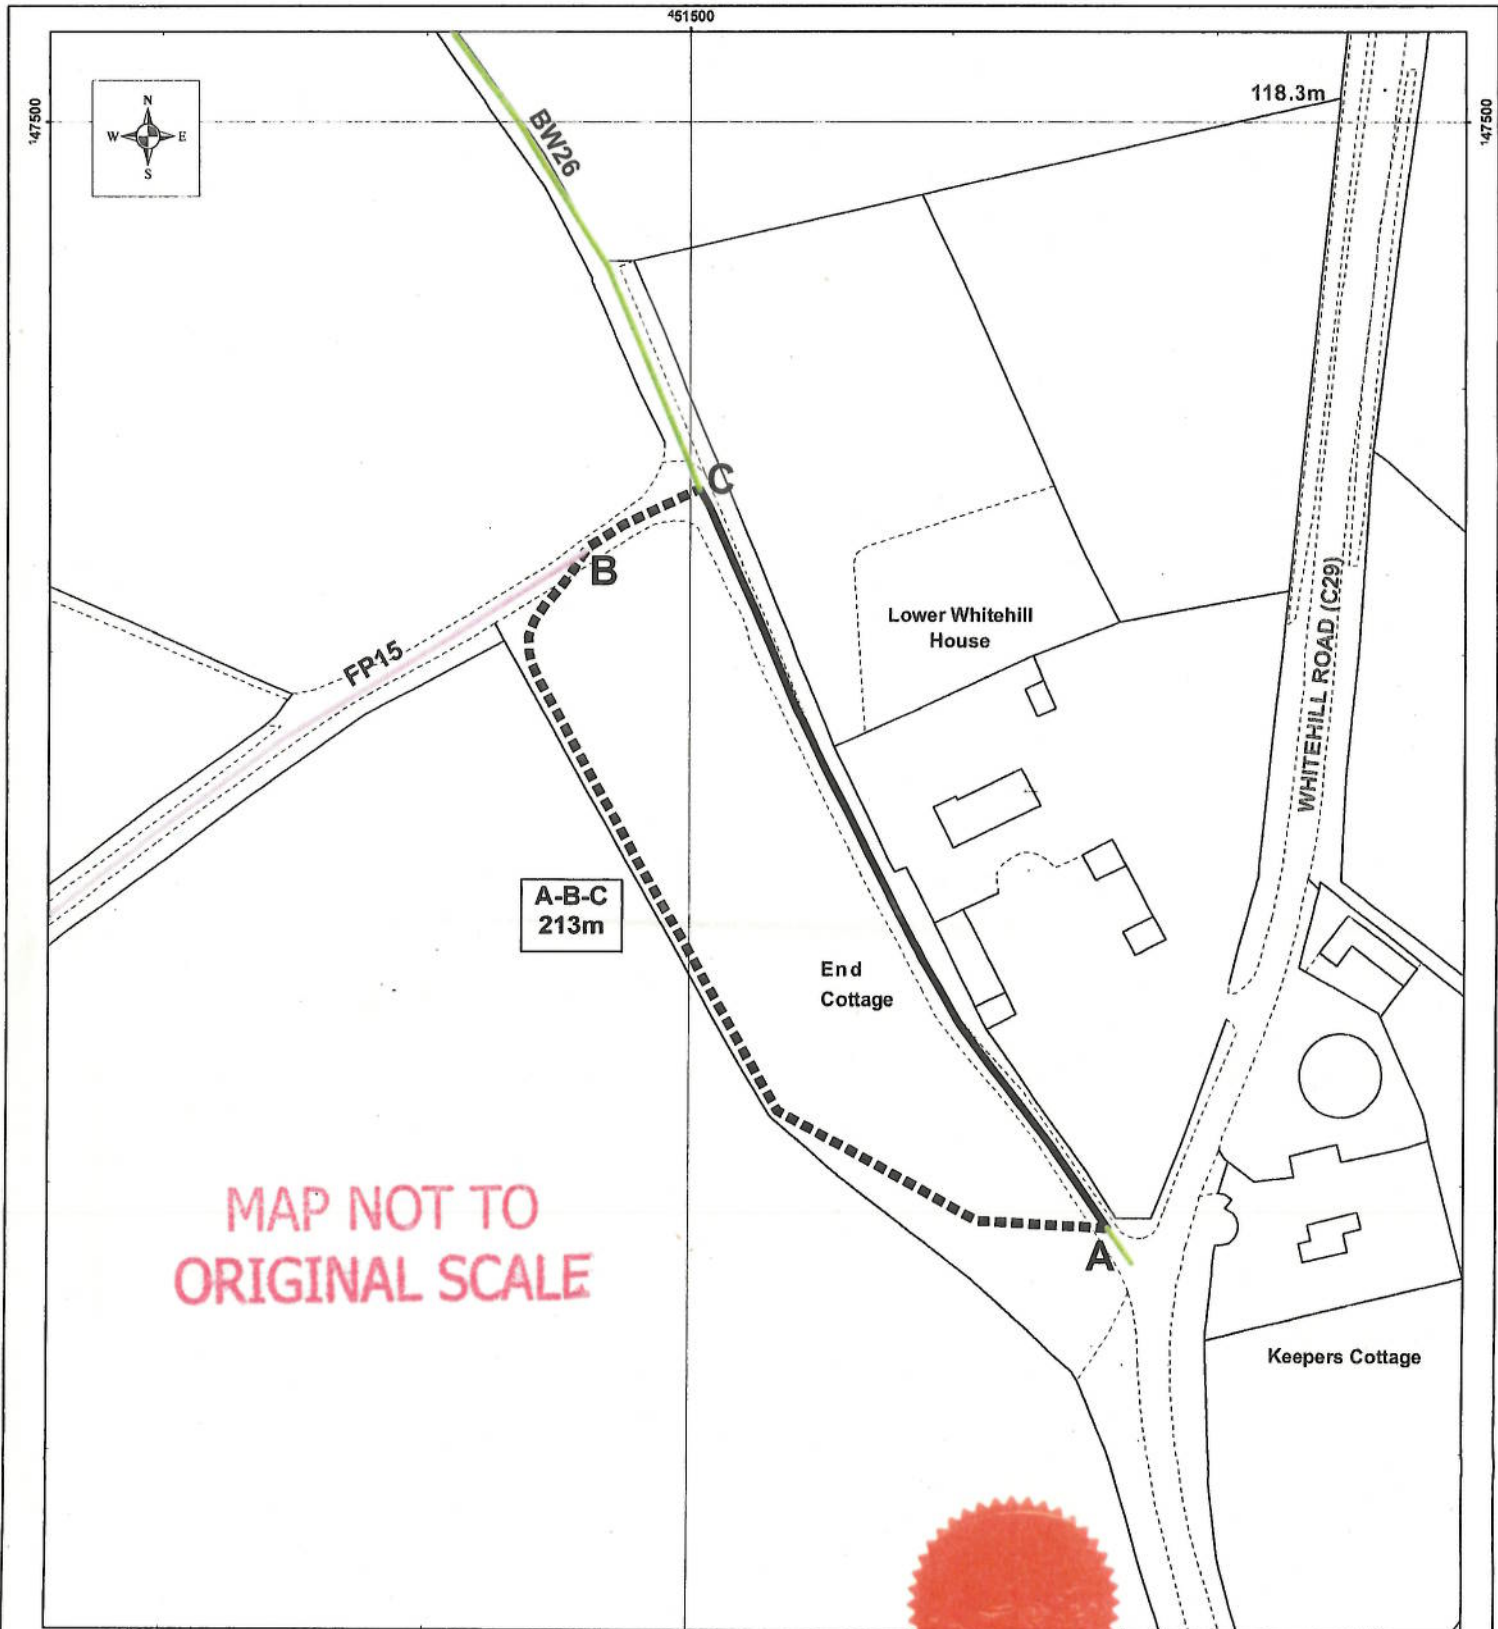 451500
147500
147500
N
W E
S
BW26
118.3m
C
B
FP15
Lower Whitehill
House
WHITEHILL ROAD (C29)
A-B-C
213m
End
Cottage
MAP NOT TO
ORIGINAL SCALE
A
Keepers Cottage